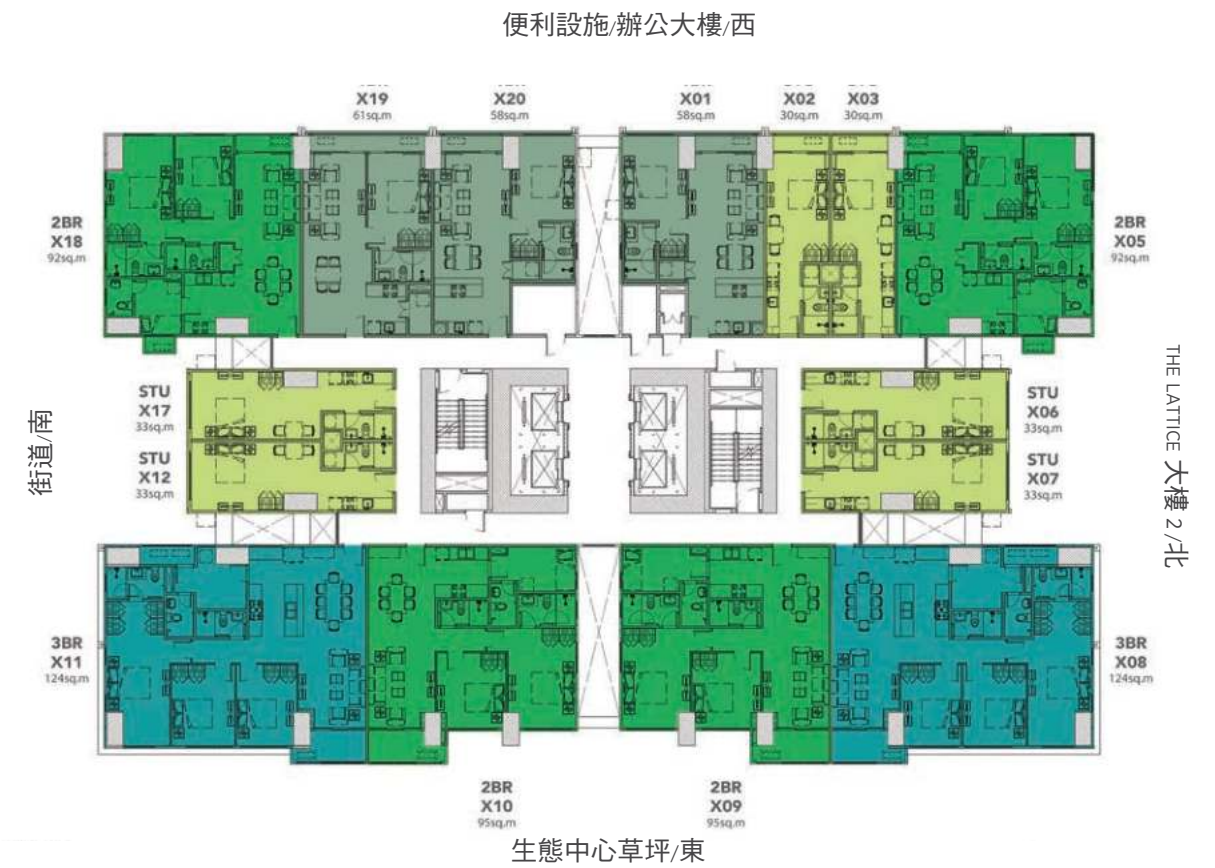 便利設施/辦公大樓/西
X19
61sq.m
X20
58sq.m
X01
58sq.m
X02
30sq.m
X03
30sq.m
2BR
X18
92sq.m
2BR
X05
92sq.m
STU
X17
33sq.m
STU
X12
33sq.m
STU
X06
33sq.m
STU
X07
33sq.m
街道/南
THE LATTICE 大樓 2 /北
3BR
X11
124sq.m
3BR
X08
124sq.m
2BR
X10
95sq.m
2BR
X09
95sq.m
生態中心草坪/東